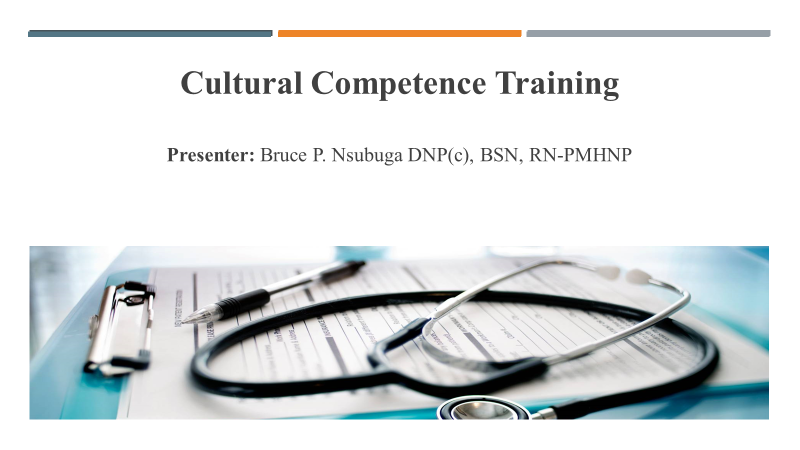 Cultural Competence Training
Presenter: Bruce P. Nsubuga DNP(c), BSN, RN-PMHNP